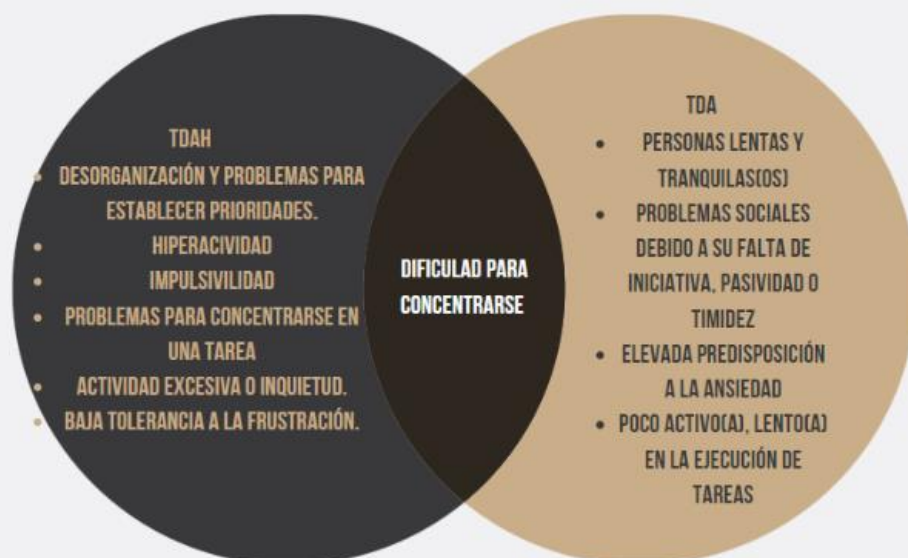 TDAH
• DESORGANIZACIÓN Y PROBLEMAS PARA
ESTABLECER PRIORIDADES.
• HIPERACIVIDAD
• IMPULSIVILIDAD
• PROBLEMAS PARA CONCENTRARSE EN
UNA TAREA
• ACTIVIDAD EXCESIVA O INQUIETUD.
• BAJA TOLERANCIA A LA FRUSTRACIÓN.
DIFICULAD PARA
CONCENTRARSE
TDA
• PERSONAS LENTAS Y
TRANQUILAS(OS)
• PROBLEMAS SOCIALES
DEBIDO A SU FALTA DE
INICIATIVA, PASIVIDAD O
TIMIDEZ
• ELEVADA PREDISPOSICIÓN
A LA ANSIEDAD
• POCO ACTIVO(A), LENTO(A)
EN LA EJECUCIÓN DE
TAREAS